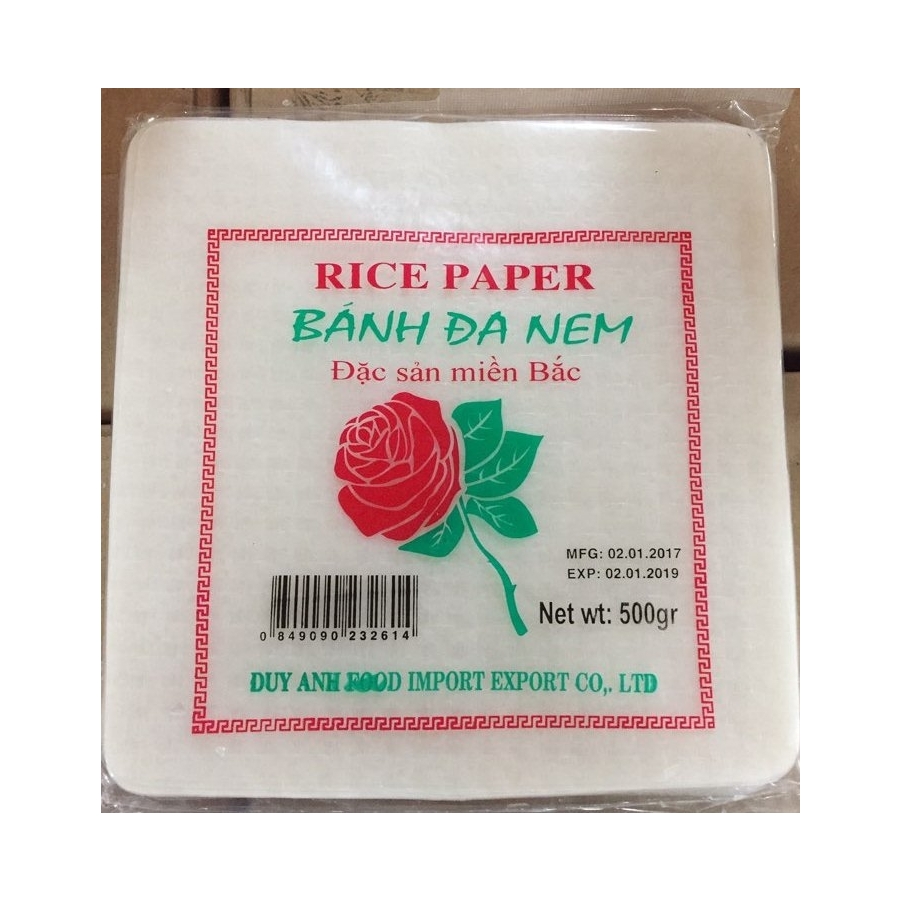 RICE PAPER
BÁNH ĐA NEM
Đặc sản miền Bắc
MFG: 02.01.2017
EXP: 02.01.2019
Net wt: 500gr
0 849090 232614
DUY ANH FOOD IMPORT EXPORT CO,. LTD